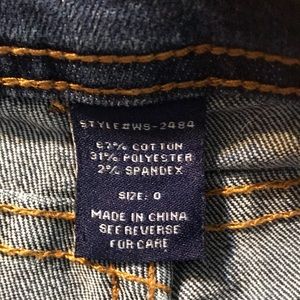 STYLE#WS-2484
67% COTTON
31% POLYESTER
2% SPANDEX
SIZE: 0
MADE IN CHINA
SEE REVERSE
FOR CARE